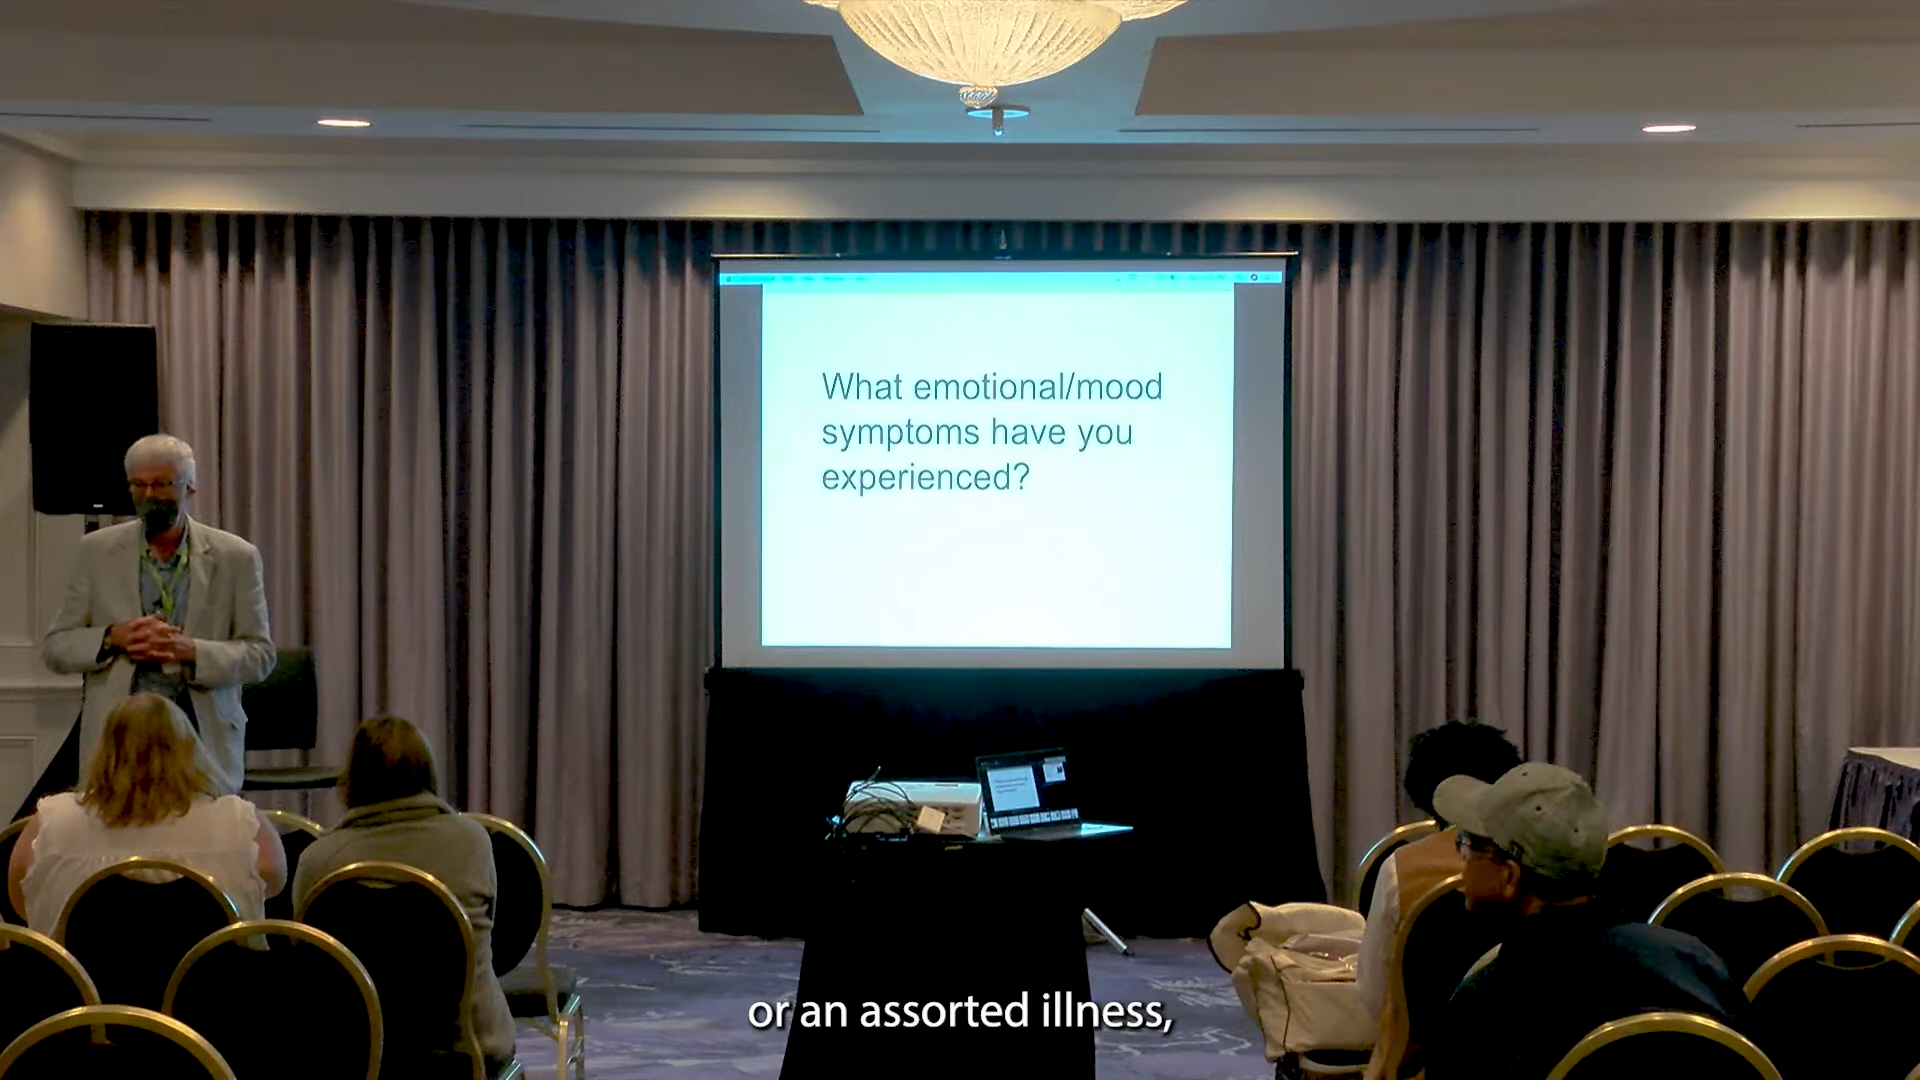 What emotional/mood
symptoms have you
experienced?
or an assorted illness,